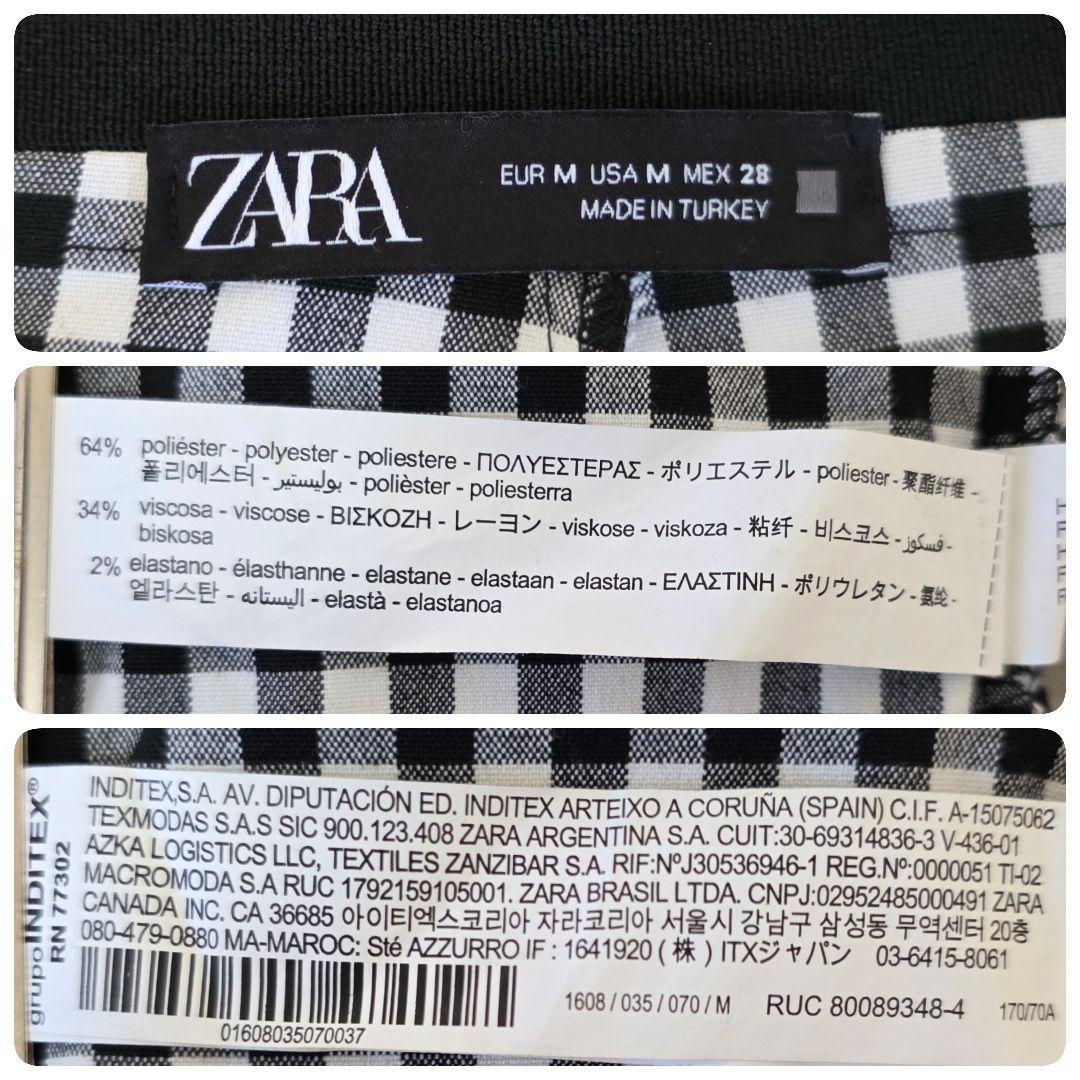 ZARA
EUR M USA M MEX 28
MADE IN TURKEY
64% poliéster - polyester - poliestere - ΠΟΛΥΕΣΤΕΡΑΣ - ポリエステル - poliester - 聚酯纤维 -
폴리에스터 - بوليستير - polièster - poliesterra
34% viscosa - viscose - ΒΙΣΚΟΖΗ - レーヨン - viskose - viskoza - 粘纤 - 비스코스 - فسكوز -
biskosa
2% elastano - élasthanne - elastane - elastaan - elastan - ΕΛΑΣΤΙΝΗ - ポリウレタン - 氨纶 -
엘라스탄 - اليستانه - elastà - elastanoa
grupoINDITEX®
RN 77302
INDITEX,S.A. AV. DIPUTACIÓN ED. INDITEX ARTEIXO A CORUÑA (SPAIN) C.I.F. A-15075062
TEXMODAS S.A.S SIC 900.123.408 ZARA ARGENTINA S.A. CUIT:30-69314836-3 V-436-01
AZKA LOGISTICS LLC, TEXTILES ZANZIBAR S.A. RIF:NºJ30536946-1 REG.Nº:0000051 TI-02
MACROMODA S.A RUC 1792159105001. ZARA BRASIL LTDA. CNPJ:02952485000491 ZARA
CANADA INC. CA 36685 아이티엑스코리아 자라코리아 서울시 강남구 삼성동 무역센터 20층
080-479-0880 MA-MAROC: Sté AZZURRO IF : 1641920 ( 株 ) ITXジャパン 03-6415-8061
1608 / 035 / 070 / M RUC 80089348-4 170/70A
01608035070037